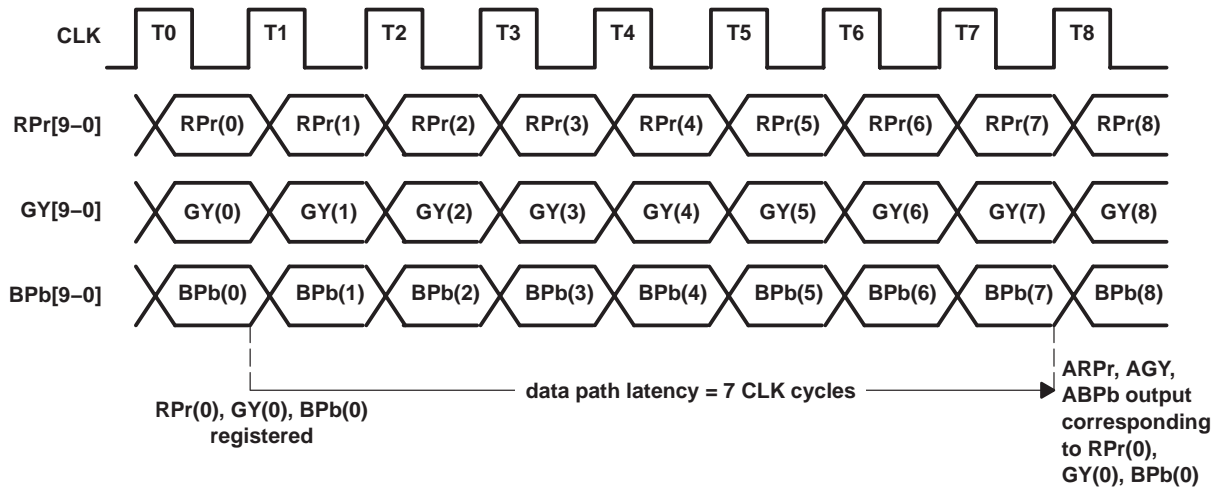 CLK T0 T1 T2 T3 T4 T5 T6 T7 T8
RPr[9–0] RPr(0) RPr(1) RPr(2) RPr(3) RPr(4) RPr(5) RPr(6) RPr(7) RPr(8)
GY[9–0] GY(0) GY(1) GY(2) GY(3) GY(4) GY(5) GY(6) GY(7) GY(8)
BPb[9–0] BPb(0) BPb(1) BPb(2) BPb(3) BPb(4) BPb(5) BPb(6) BPb(7) BPb(8)
data path latency = 7 CLK cycles
RPr(0), GY(0), BPb(0)
registered
ARPr, AGY,
ABPb output
corresponding
to RPr(0),
GY(0), BPb(0)